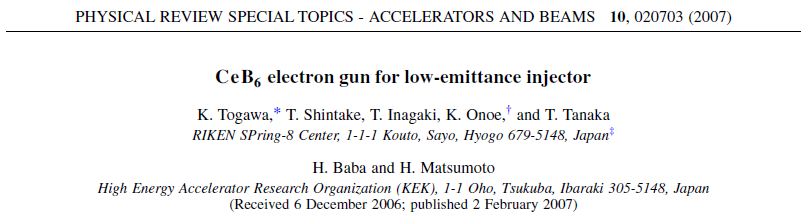 PHYSICAL REVIEW SPECIAL TOPICS - ACCELERATORS AND BEAMS 10, 020703 (2007)
CeB6 electron gun for low-emittance injector
K. Togawa,* T. Shintake, T. Inagaki, K. Onoe,† and T. Tanaka
RIKEN SPring-8 Center, 1-1-1 Kouto, Sayo, Hyogo 679-5148, Japan‡
H. Baba and H. Matsumoto
High Energy Accelerator Research Organization (KEK), 1-1 Oho, Tsukuba, Ibaraki 305-5148, Japan
(Received 6 December 2006; published 2 February 2007)